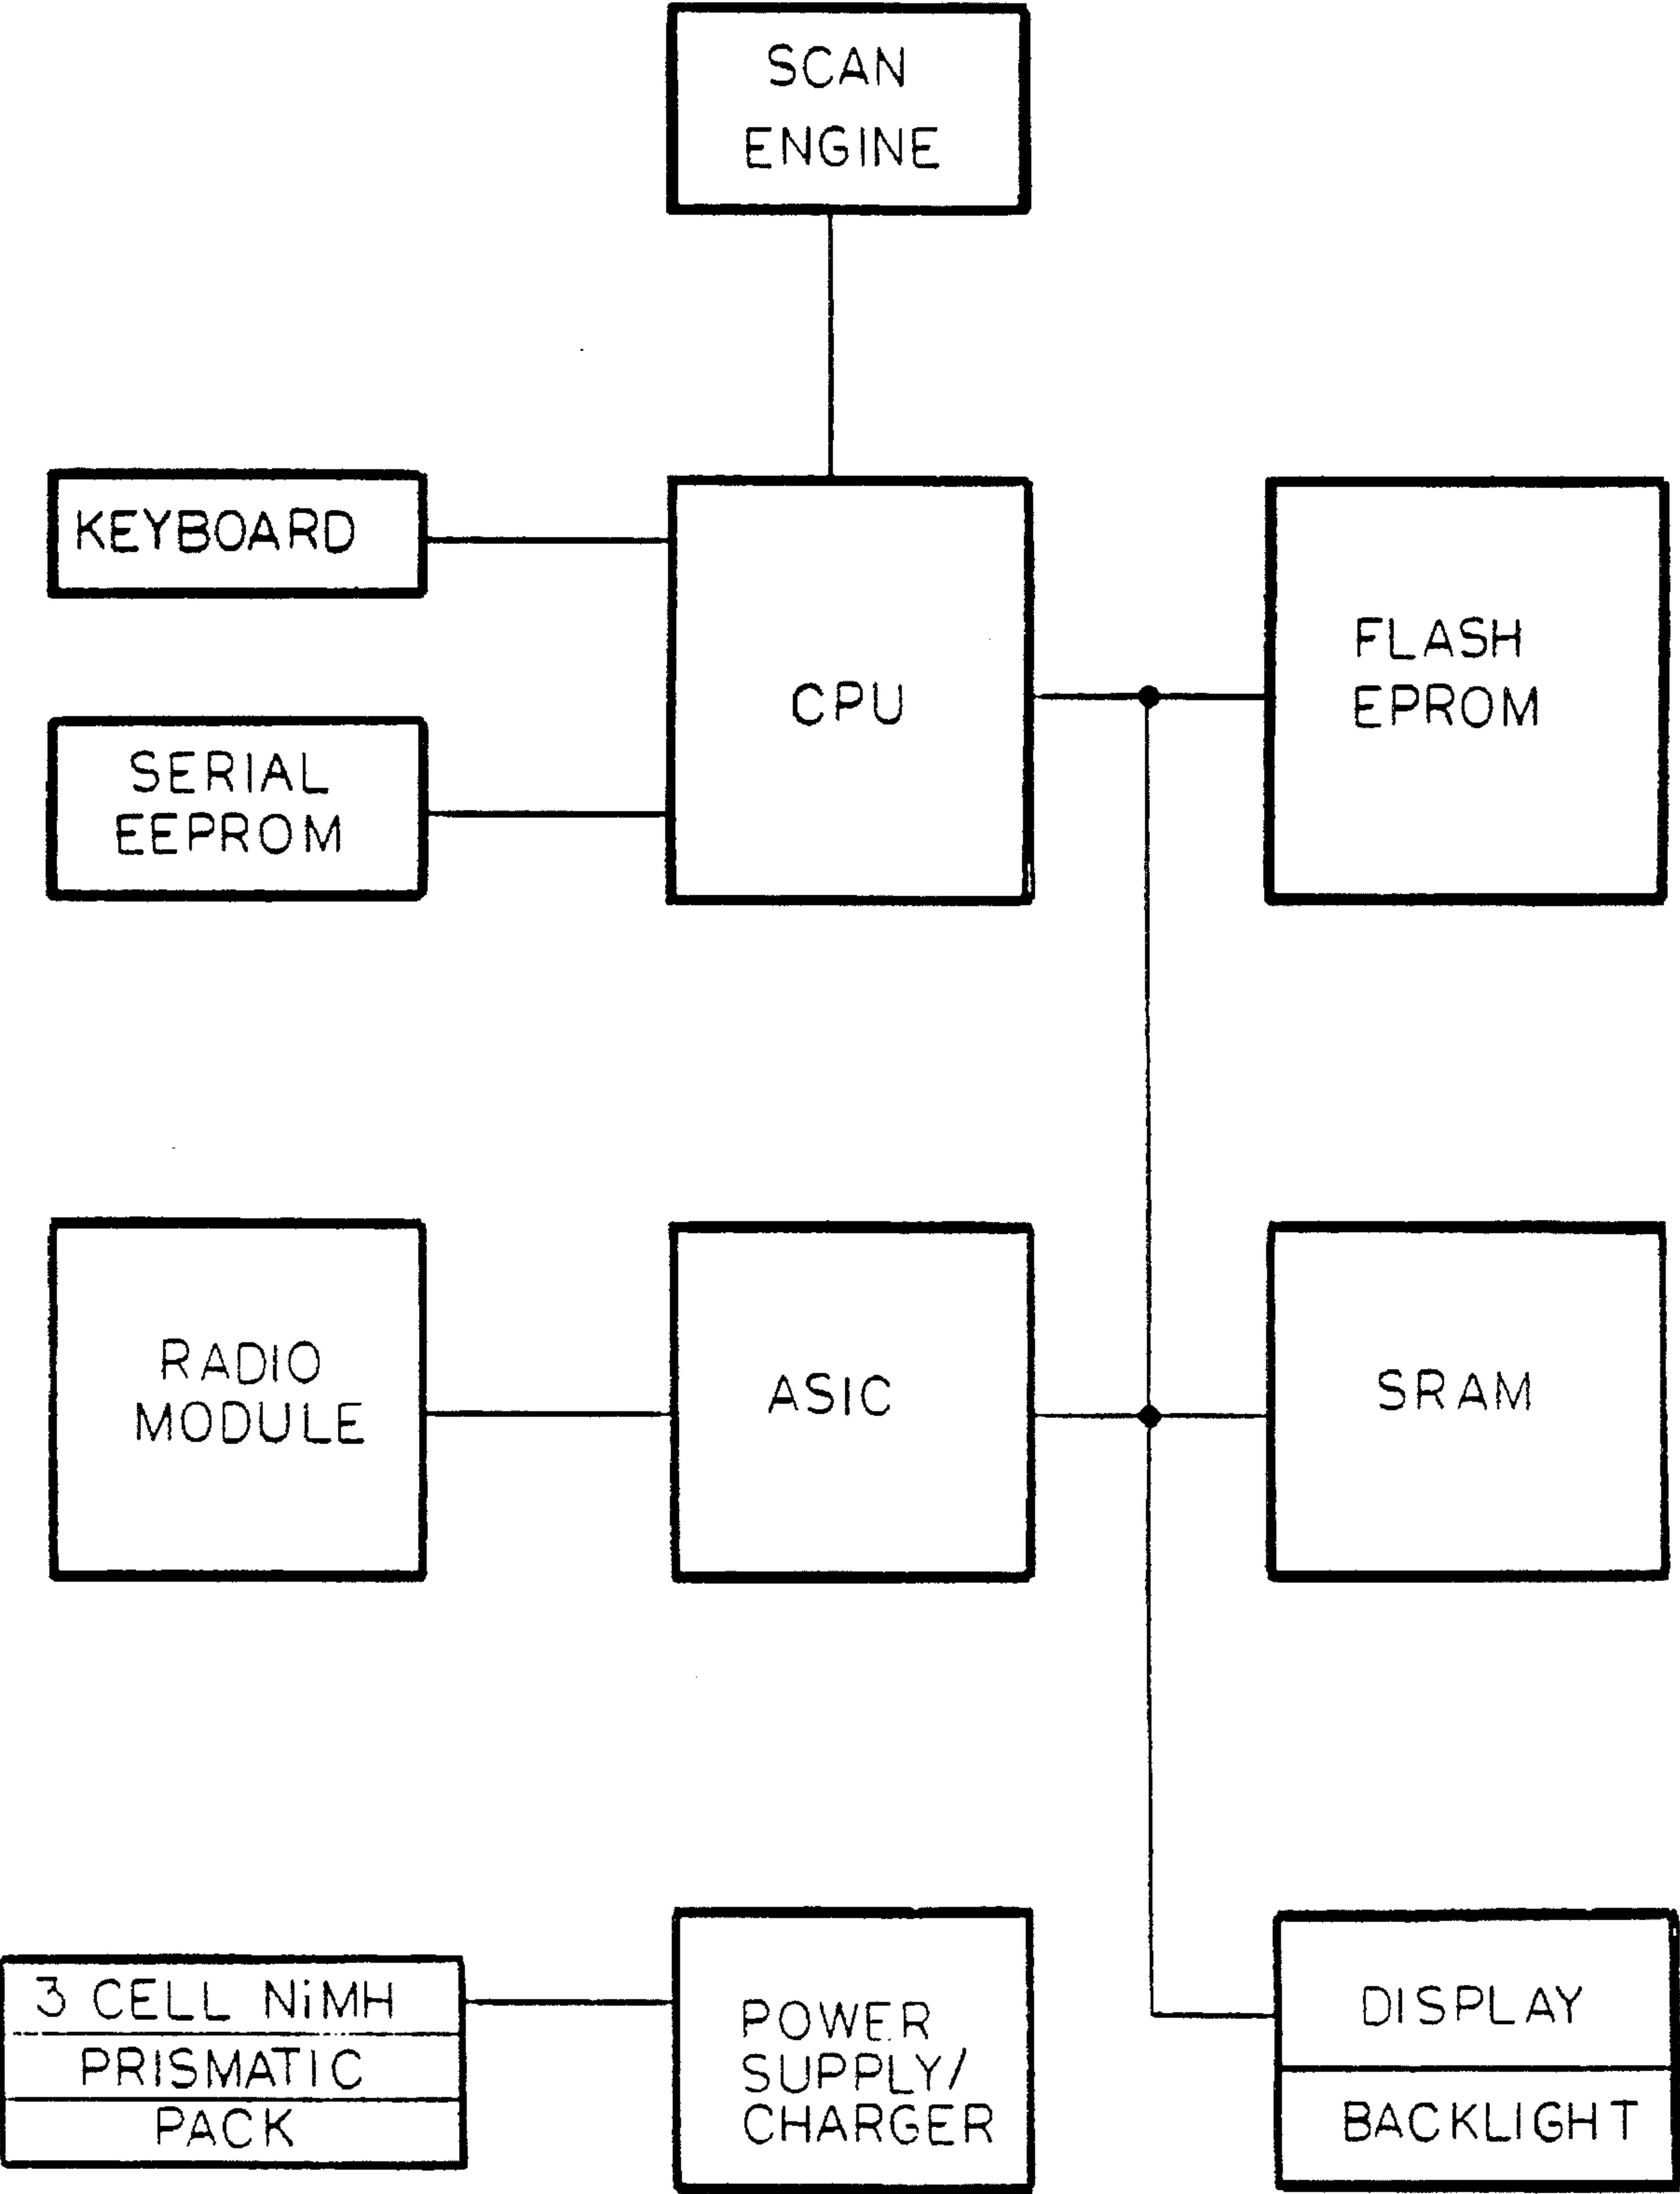 SCAN
ENGINE
KEYBOARD
CPU
FLASH
EPROM
SERIAL
EEPROM
RADIO
MODULE
ASIC
SRAM
3 CELL NiMH
PRISMATIC
PACK
POWER
SUPPLY/
CHARGER
DISPLAY
BACKLIGHT